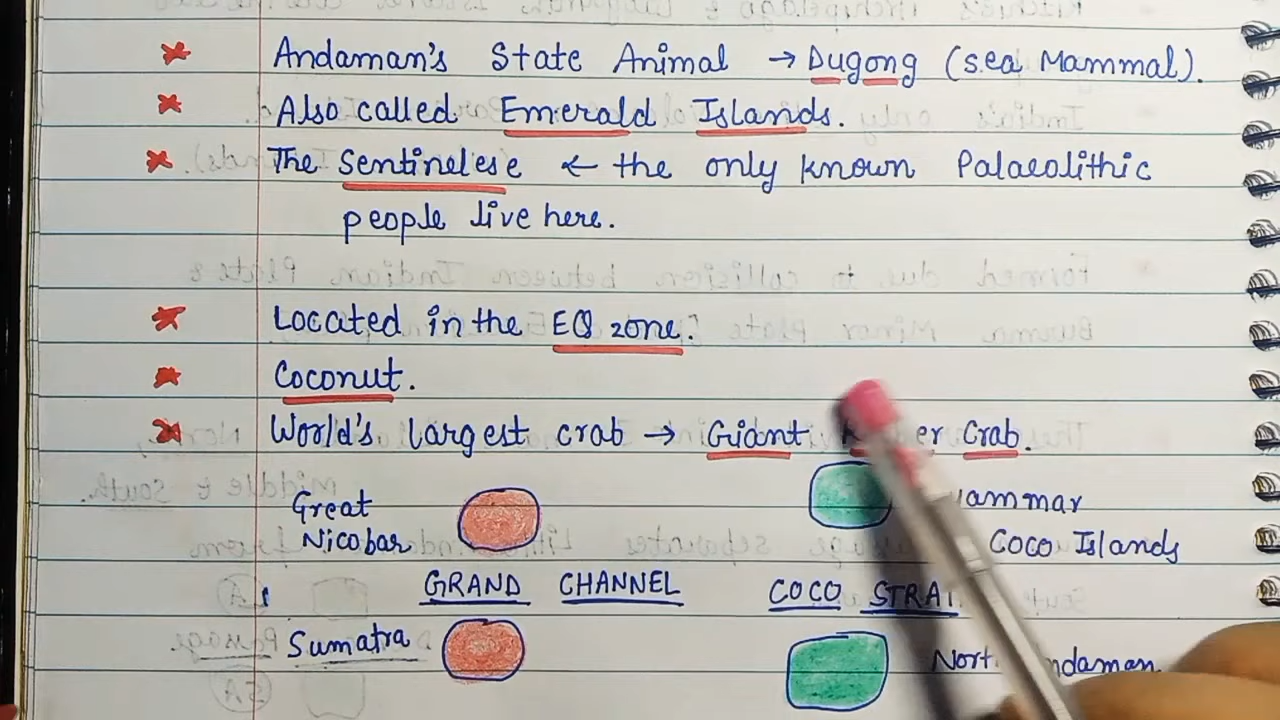 Andaman's State Animal → Dugong (sea Mammal).
Also called Emerald Islands.
The Sentinelese ← the only known Palaeolithic
people live here.
Located in the EQ zone.
Coconut.
World's largest crab → Giant Crab.
Great
Nicobar
Coco Islands
GRAND CHANNEL
COCO
Sumatra